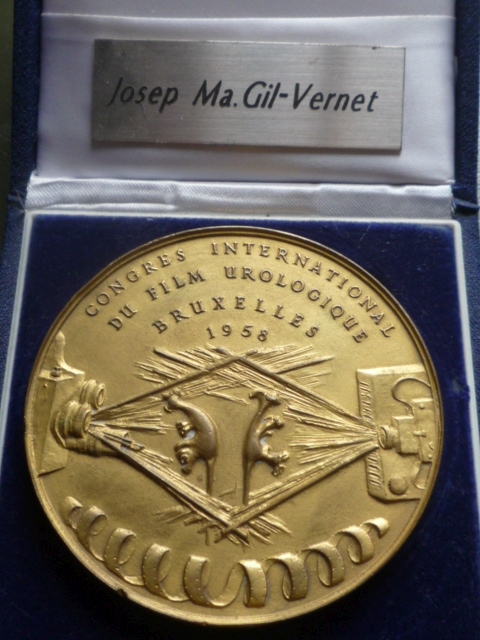 Josep Ma. Gil-Vernet
CONGRES INTERNATIONAL
DU FILM UROLOGIQUE
BRUXELLES
1958